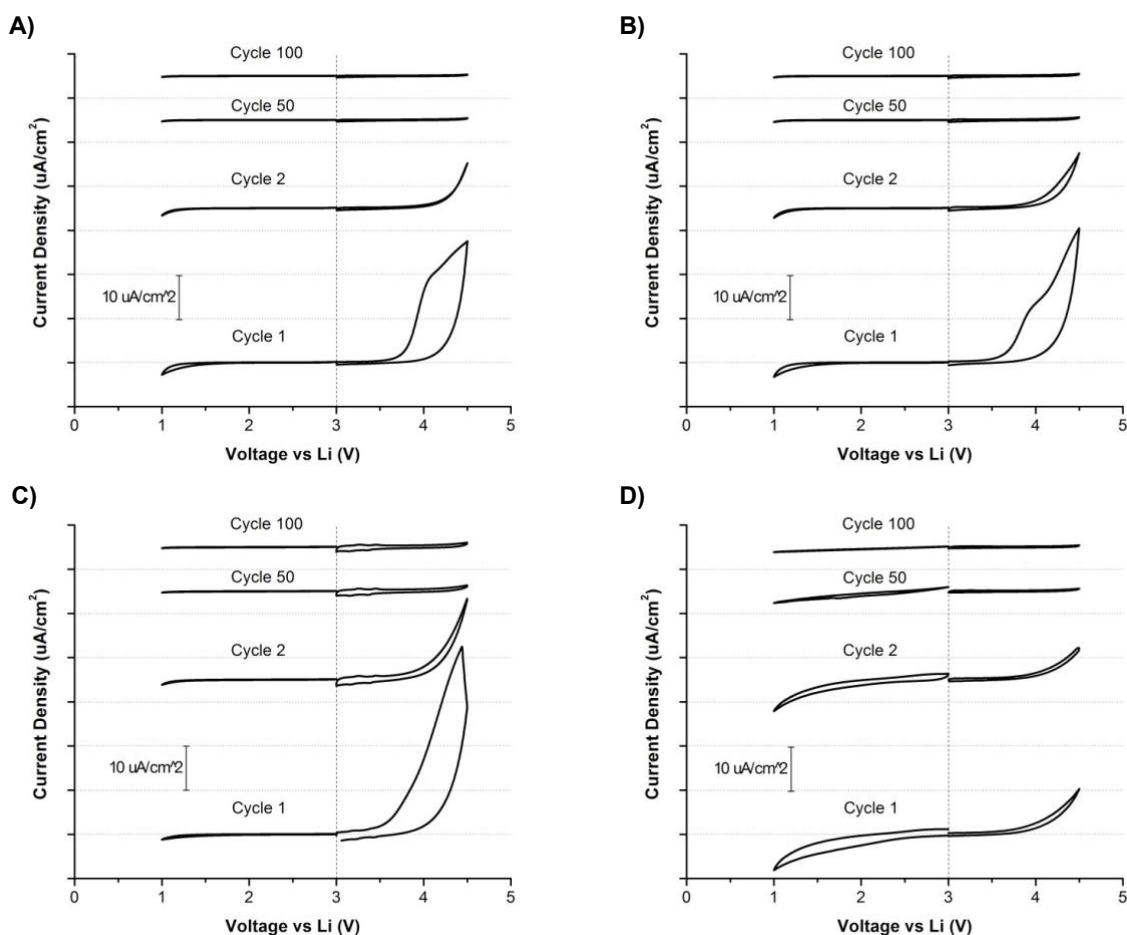 A)
Cycle 100
Cycle 50
Cycle 2
10 uA/cm^2
Cycle 1
Current Density (uA/cm²)
0 1 2 3 4 5
Voltage vs Li (V)
B)
Cycle 100
Cycle 50
Cycle 2
10 uA/cm^2
Cycle 1
Current Density (uA/cm²)
0 1 2 3 4 5
Voltage vs Li (V)
C)
Cycle 100
Cycle 50
Cycle 2
10 uA/cm^2
Cycle 1
Current Density (uA/cm²)
0 1 2 3 4 5
Voltage vs Li (V)
D)
Cycle 100
Cycle 50
Cycle 2
10 uA/cm^2
Cycle 1
Current Density (uA/cm²)
0 1 2 3 4 5
Voltage vs Li (V)